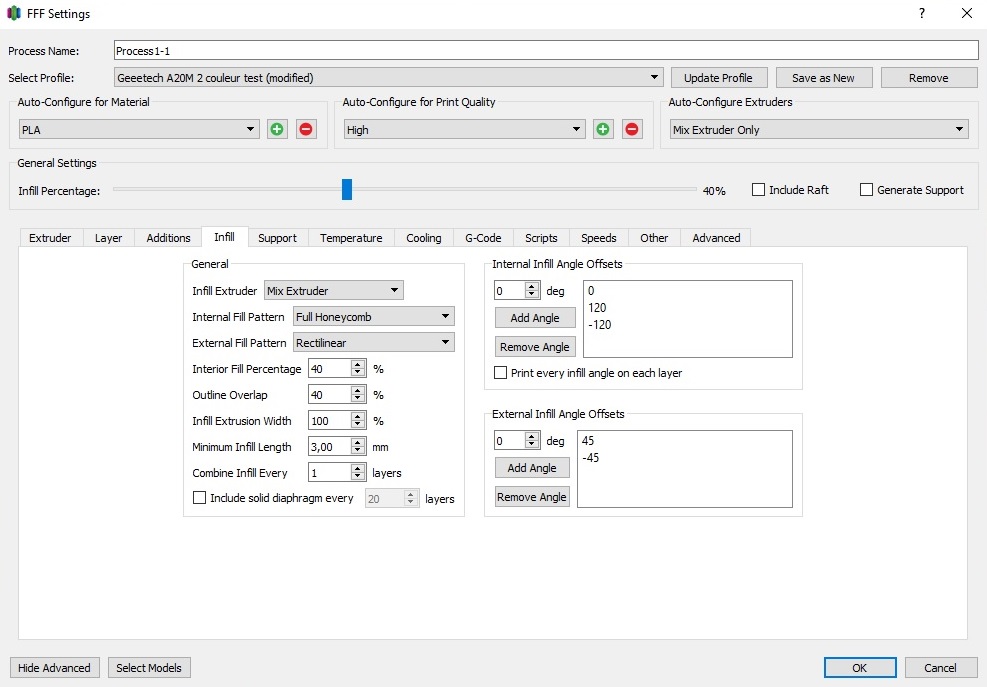 FFF Settings
?
Process Name: Process1-1
Select Profile: Geeetech A20M 2 couleur test (modified) Update Profile Save as New Remove
Auto-Configure for Material Auto-Configure for Print Quality Auto-Configure Extruders
PLA High Mix Extruder Only
General Settings
Infill Percentage: 40% Include Raft Generate Support
Extruder Layer Additions Infill Support Temperature Cooling G-Code Scripts Speeds Other Advanced
General
Infill Extruder Mix Extruder
Internal Fill Pattern Full Honeycomb
External Fill Pattern Rectilinear
Interior Fill Percentage 40 %
Outline Overlap 40 %
Infill Extrusion Width 100 %
Minimum Infill Length 3,00 mm
Combine Infill Every 1 layers
Include solid diaphragm every 20 layers
Internal Infill Angle Offsets
0 deg
Add Angle
Remove Angle
0
120
-120
Print every infill angle on each layer
External Infill Angle Offsets
0 deg
Add Angle
Remove Angle
45
-45
Hide Advanced Select Models OK Cancel